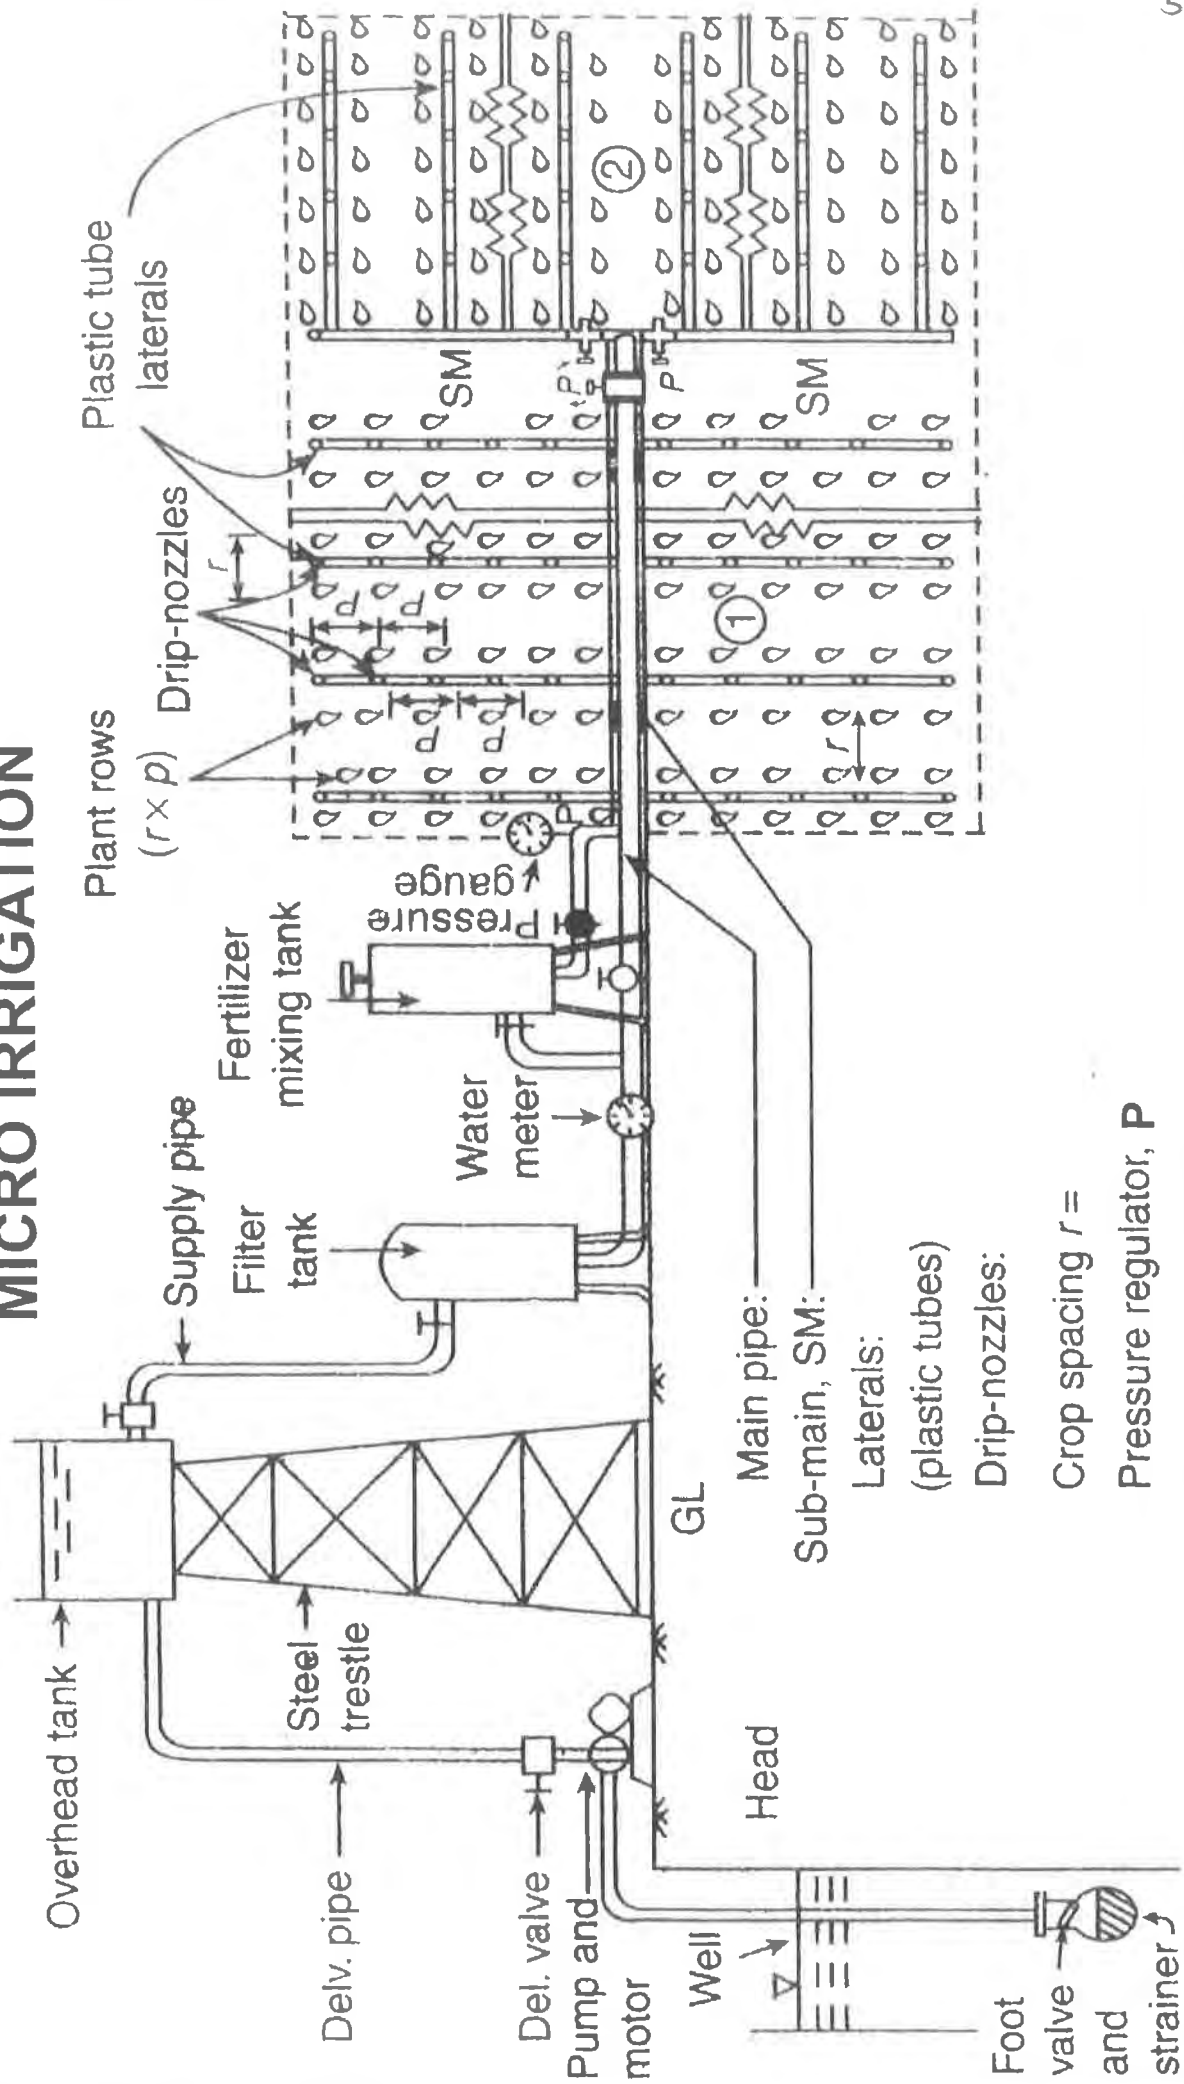 MICRO IRRIGATION
Overhead tank
Supply pipe
Plant rows
(r × p)
Drip-nozzles
Plastic tube
laterals
Filter
tank
Fertilizer
mixing tank
Pressure
gauge
Water
meter
r
p
p
p
p
r
P
SM
P
P
SM
1
2
Steel
trestle
Delv. pipe
Del. valve
Pump and
motor
GL
Head
Well
Foot
valve
and
strainer
Main pipe:
Sub-main, SM:
Laterals:
(plastic tubes)
Drip-nozzles:
Crop spacing r =
Pressure regulator, P